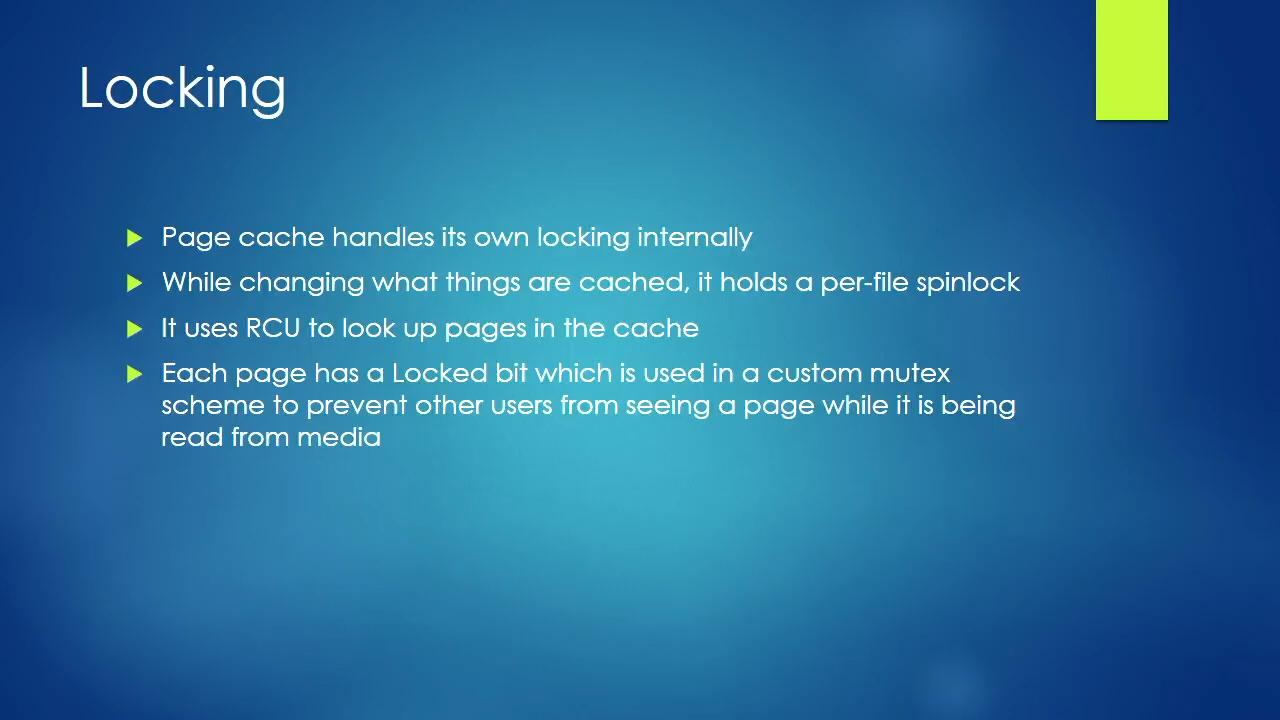 Locking
Page cache handles its own locking internally
While changing what things are cached, it holds a per-file spinlock
It uses RCU to look up pages in the cache
Each page has a Locked bit which is used in a custom mutex
scheme to prevent other users from seeing a page while it is being
read from media